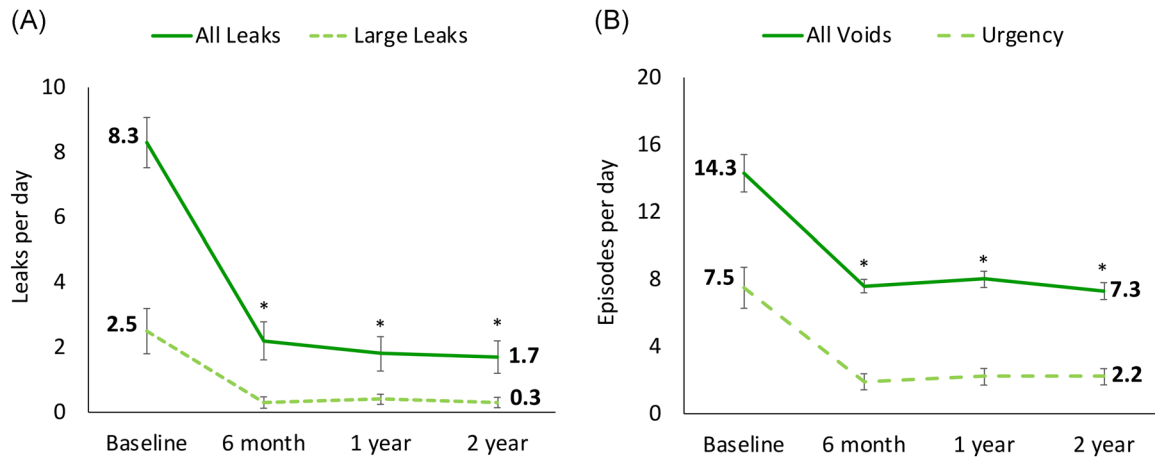 (A)
All Leaks
Large Leaks
Leaks per day
10
8
6
4
2
0
8.3
2.5
*
*
*
1.7
0.3
Baseline
6 month
1 year
2 year
(B)
All Voids
Urgency
Episodes per day
20
16
12
8
4
0
14.3
7.5
*
*
*
7.3
2.2
Baseline
6 month
1 year
2 year